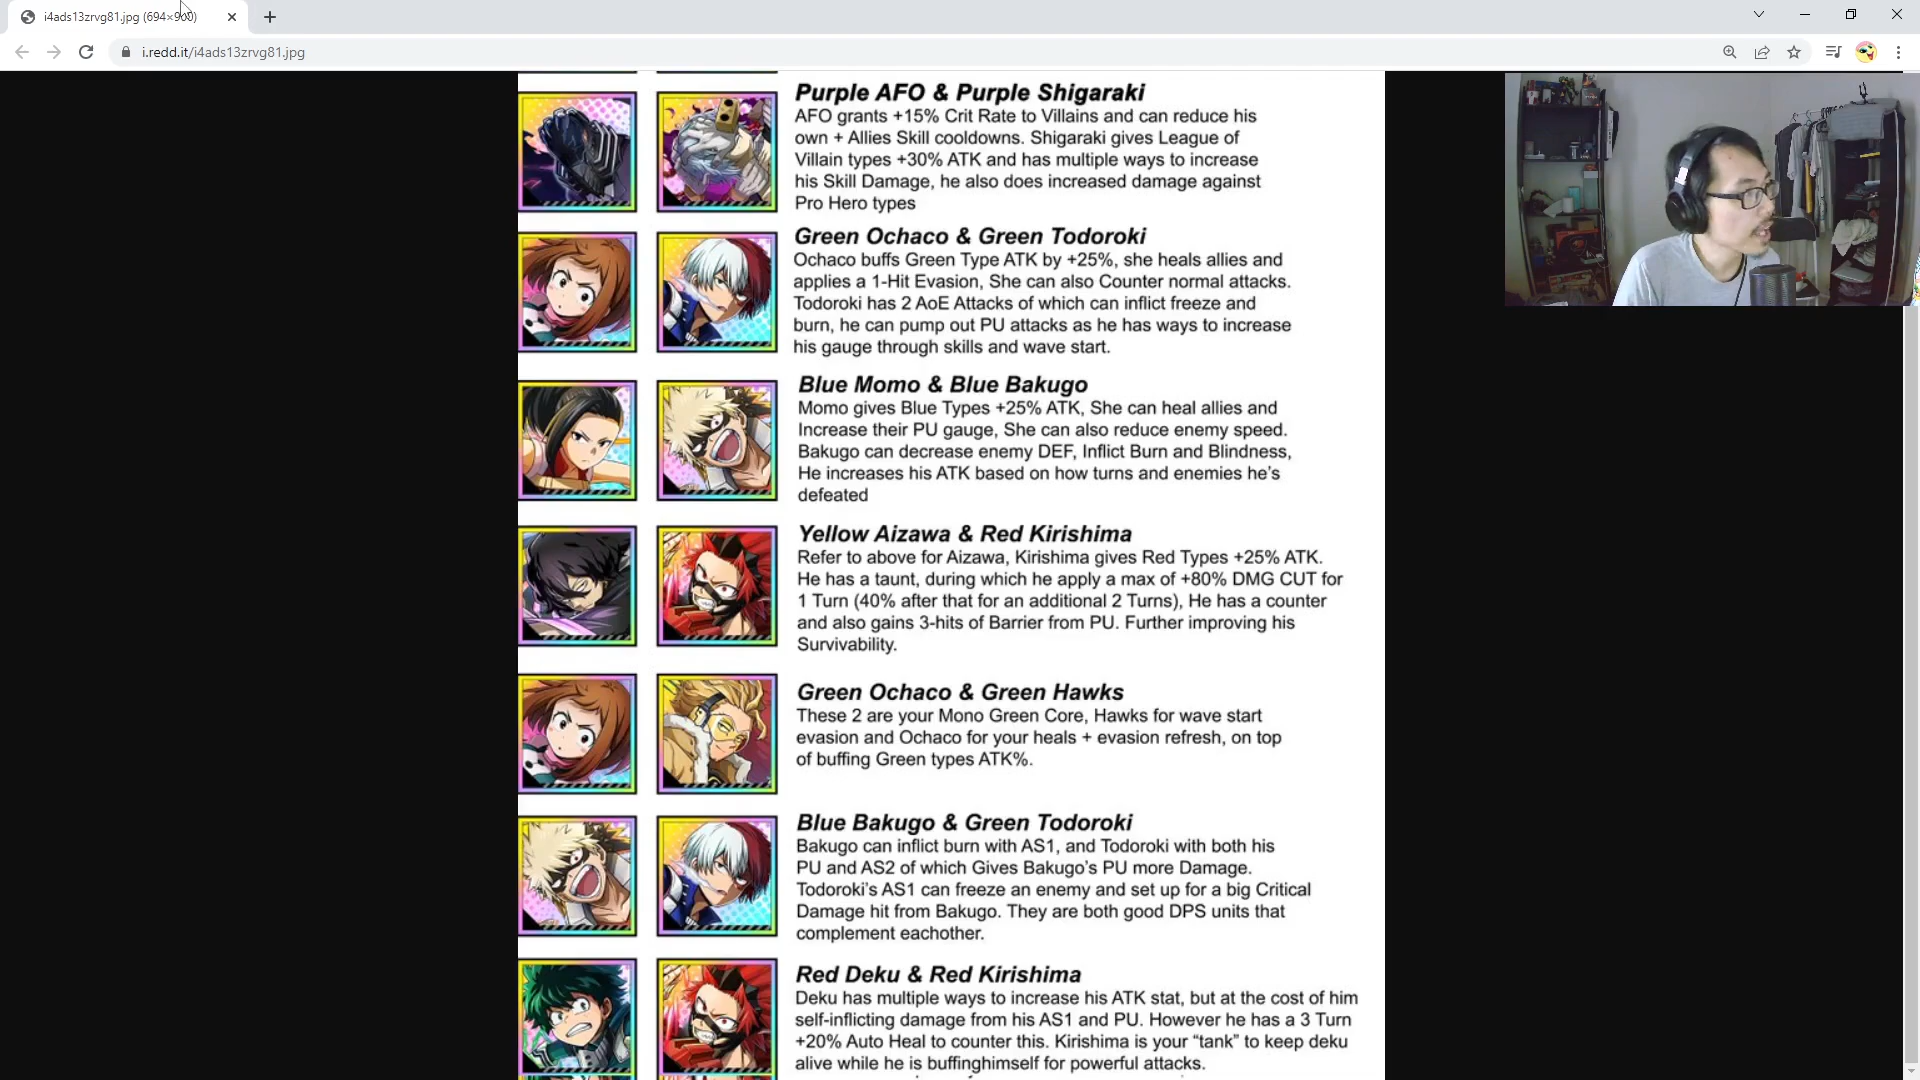 i4ads13zrvg81.jpg (694×900)
i.redd.it/i4ads13zrvg81.jpg
Purple AFO & Purple Shigaraki
AFO grants +15% Crit Rate to Villains and can reduce his
own + Allies Skill cooldowns. Shigaraki gives League of
Villain types +30% ATK and has multiple ways to increase
his Skill Damage, he also does increased damage against
Pro Hero types
Green Ochaco & Green Todoroki
Ochaco buffs Green Type ATK by +25%, she heals allies and
applies a 1-Hit Evasion, She can also Counter normal attacks.
Todoroki has 2 AoE Attacks of which can inflict freeze and
burn, he can pump out PU attacks as he has ways to increase
his gauge through skills and wave start.
Blue Momo & Blue Bakugo
Momo gives Blue Types +25% ATK, She can heal allies and
Increase their PU gauge, She can also reduce enemy speed.
Bakugo can decrease enemy DEF, Inflict Burn and Blindness,
He increases his ATK based on how turns and enemies he's
defeated
Yellow Aizawa & Red Kirishima
Refer to above for Aizawa, Kirishima gives Red Types +25% ATK.
He has a taunt, during which he apply a max of +80% DMG CUT for
1 Turn (40% after that for an additional 2 Turns), He has a counter
and also gains 3-hits of Barrier from PU. Further improving his
Survivability.
Green Ochaco & Green Hawks
These 2 are your Mono Green Core, Hawks for wave start
evasion and Ochaco for your heals + evasion refresh, on top
of buffing Green types ATK%.
Blue Bakugo & Green Todoroki
Bakugo can inflict burn with AS1, and Todoroki with both his
PU and AS2 of which Gives Bakugo's PU more Damage.
Todoroki's AS1 can freeze an enemy and set up for a big Critical
Damage hit from Bakugo. They are both good DPS units that
complement eachother.
Red Deku & Red Kirishima
Deku has multiple ways to increase his ATK stat, but at the cost of him
self-inflicting damage from his AS1 and PU. However he has a 3 Turn
+20% Auto Heal to counter this. Kirishima is your “tank” to keep deku
alive while he is buffinghimself for powerful attacks.